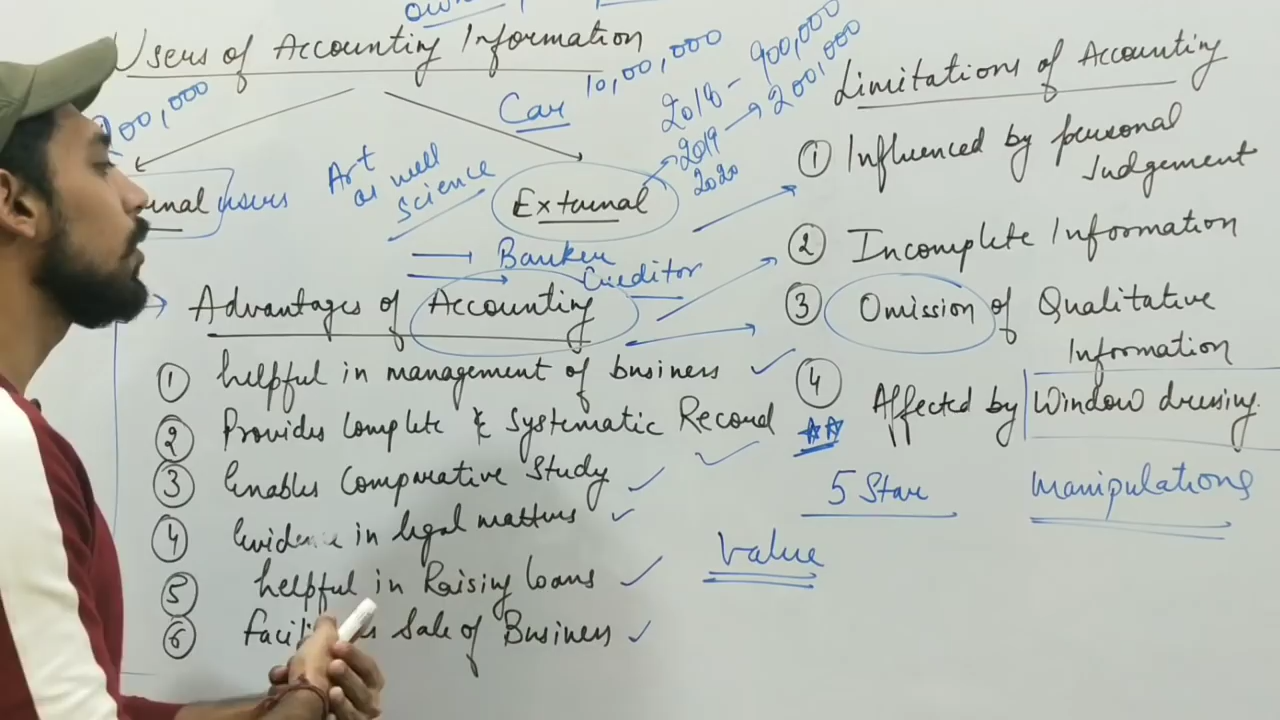 Users of Accounting Information
00,000
Car
10,00,000
2018 - 900,000
2019 → 200,000
2020
Art
as well
Science
External
rnal users
Banker
Creditor
Advantages of Accounting
① helpful in management of business ✓
② Provides Complete & Systematic Record ✓
③ Enables Comparative Study ✓
④ Evidence in legal matters ✓
⑤ helpful in Raising loans ✓
⑥ Sale of Business ✓
Limitations of Accounting
① Influenced by personal
Judgement
② Incomplete Information
③ Omission of Qualitative
Information
④ Affected by Window dressing.
5 Star
Manipulations
Value